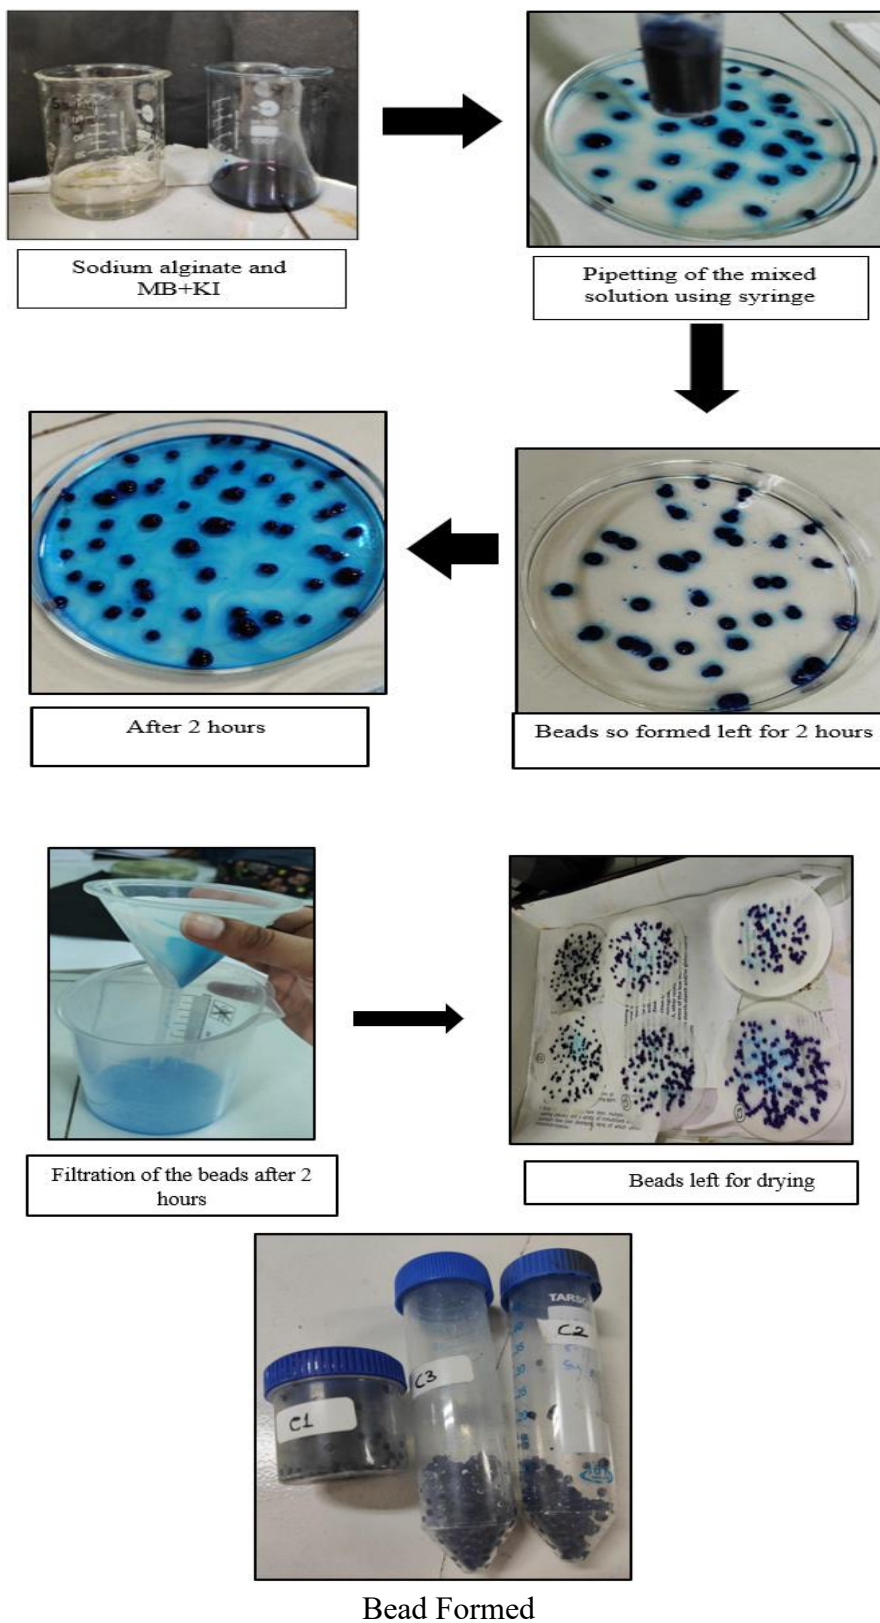 Sodium alginate and
MB+KI
Pipetting of the mixed
solution using syringe
After 2 hours
Beads so formed left for 2 hours
Filtration of the beads after 2
hours
Beads left for drying
C1
C3
C2
Bead Formed